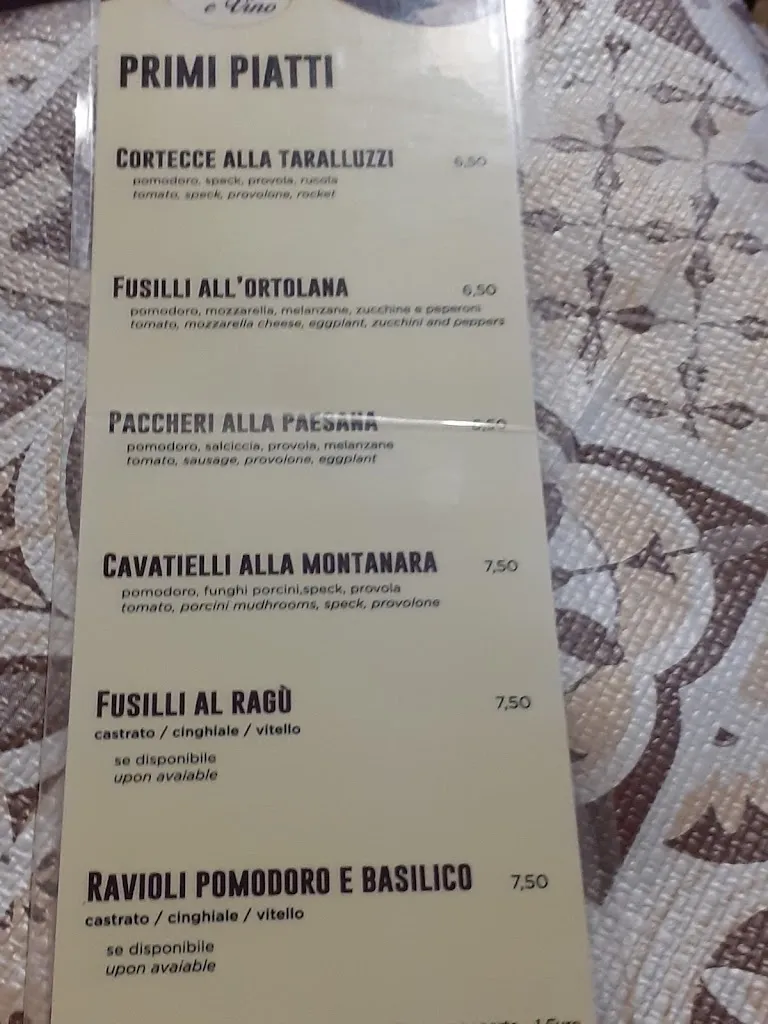 e Vino
PRIMI PIATTI
CORTECCE ALLA TARALLUZZI 6,50
pomodoro, speck, provola, rucola
tomato, speck, provolone, rocket
FUSILLI ALL'ORTOLANA 6,50
pomodoro, mozzarella, melanzane, zucchine e peperoni
tomato, mozzarella cheese, eggplant, zucchini and peppers
PACCHERI ALLA PAESANA 6,50
pomodoro, salciccia, provola, melanzane
tomato, sausage, provolone, eggplant
CAVATIELLI ALLA MONTANARA 7,50
pomodoro, funghi porcini,speck, provola
tomato, porcini mudhrooms, speck, provolone
FUSILLI AL RAGÙ 7,50
castrato / cinghiale / vitello
se disponibile
upon avaiable
RAVIOLI POMODORO E BASILICO 7,50
castrato / cinghiale / vitello
se disponibile
upon avaiable
1 Euro